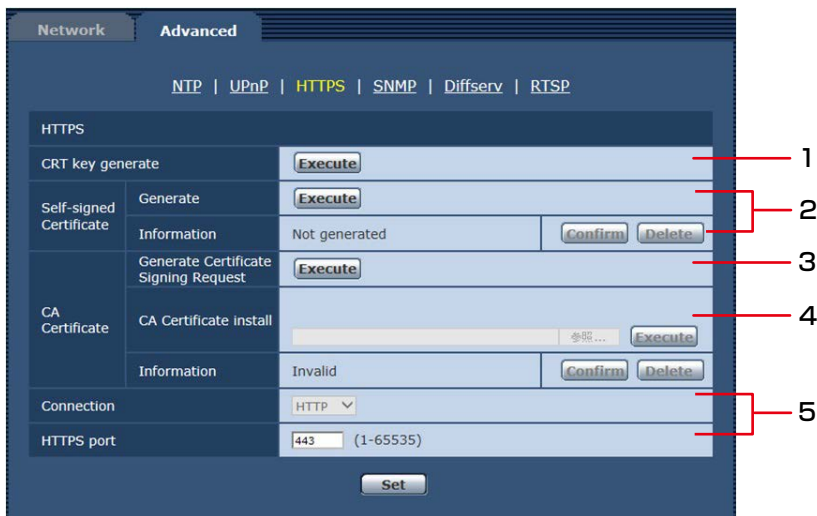 Network Advanced
NTP | UPnP | HTTPS | SNMP | Diffserv | RTSP
HTTPS
CRT key generate Execute 1
Self-signed Certificate
Generate Execute
2
Information Not generated Confirm Delete
CA Certificate
Generate Certificate Signing Request Execute 3
CA Certificate install 参照... Execute 4
Information Invalid Confirm Delete
Connection HTTP
5
HTTPS port 443 (1-65535)
Set